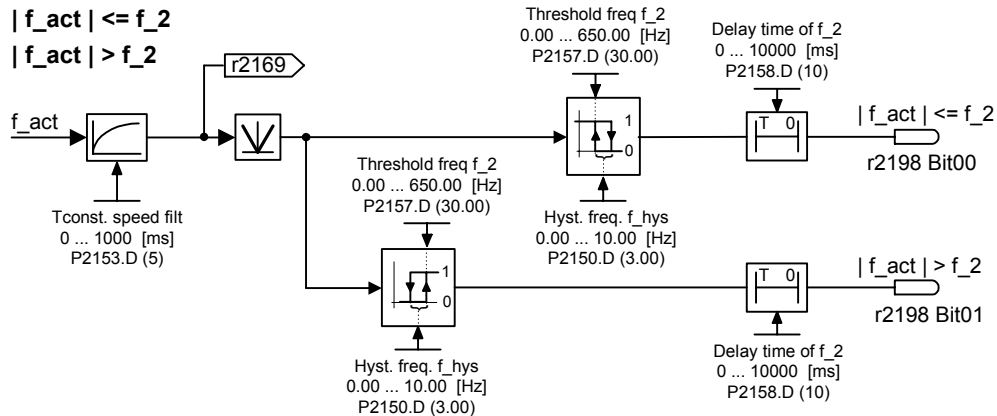 | f_act | <= f_2
| f_act | > f_2
r2169
f_act
Tconst. speed filt
0 ... 1000 [ms]
P2153.D (5)
Threshold freq f_2
0.00 ... 650.00 [Hz]
P2157.D (30.00)
1
0
Hyst. freq. f_hys
0.00 ... 10.00 [Hz]
P2150.D (3.00)
Delay time of f_2
0 ... 10000 [ms]
P2158.D (10)
T 0
| f_act | <= f_2
r2198 Bit00
Threshold freq f_2
0.00 ... 650.00 [Hz]
P2157.D (30.00)
1
0
Hyst. freq. f_hys
0.00 ... 10.00 [Hz]
P2150.D (3.00)
T 0
Delay time of f_2
0 ... 10000 [ms]
P2158.D (10)
| f_act | > f_2
r2198 Bit01